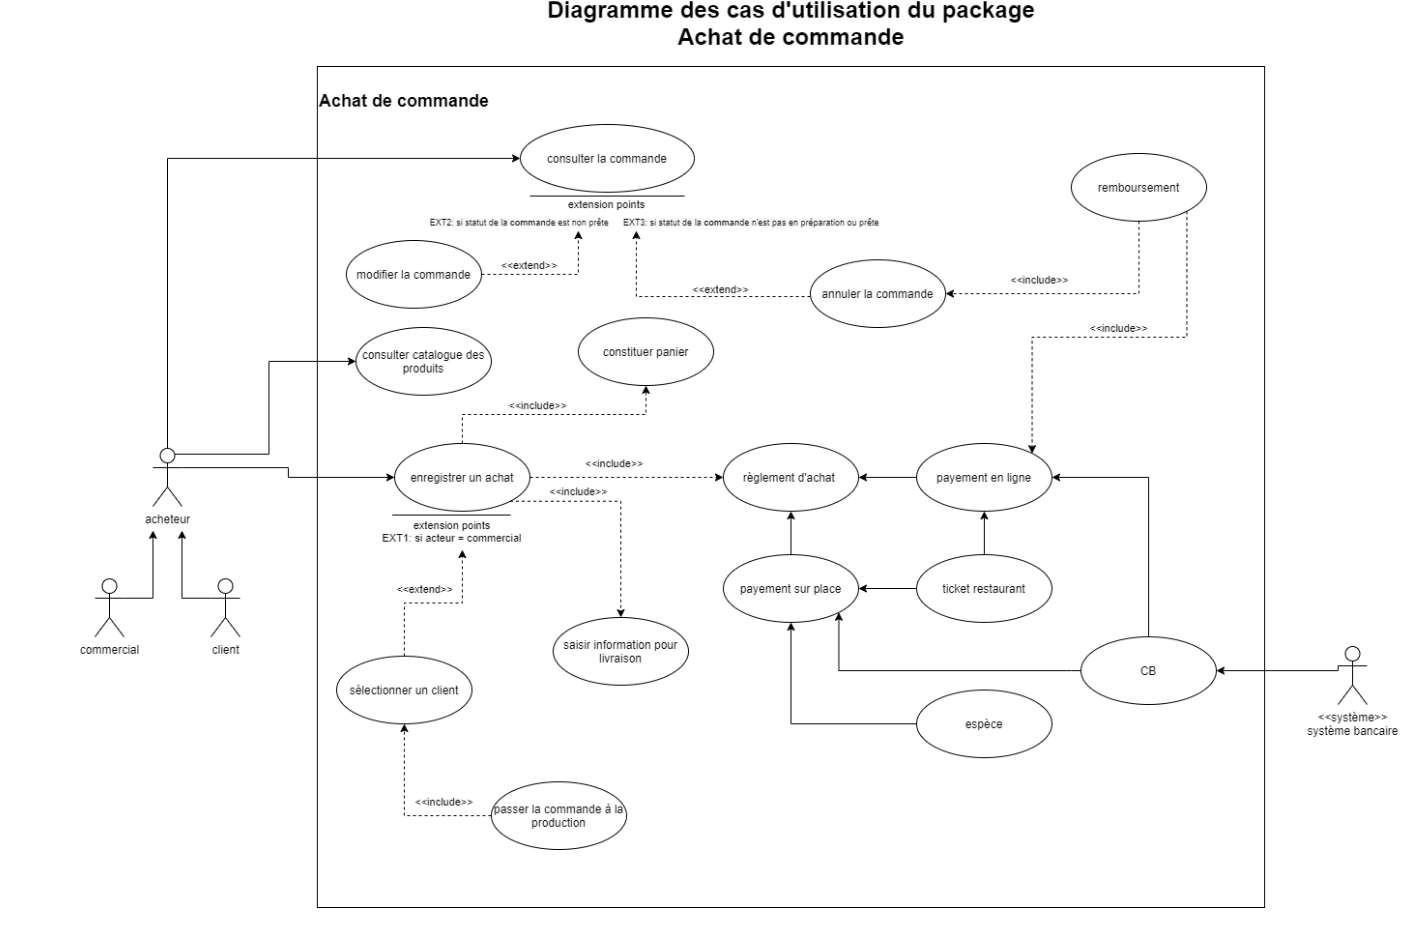 Diagramme des cas d'utilisation du package
Achat de commande
Achat de commande
consulter la commande
remboursement
extension points
EXT2: si statut de la commande est non prête
EXT3: si statut de la commande n'est pas en préparation ou prête
<<extend>>
modifier la commande
<<extend>>
annuler la commande
<<include>>
<<include>>
constituer panier
consulter catalogue des
produits
<<include>>
enregistrer un achat
<<include>>
règlement d'achat
payement en ligne
<<include>>
acheteur
extension points
EXT1: si acteur = commercial
<<extend>>
payement sur place
ticket restaurant
commercial
client
saisir information pour
livraison
CB
sélectionner un client
<<système>>
système bancaire
espèce
<<include>>
passer la commande à la
production